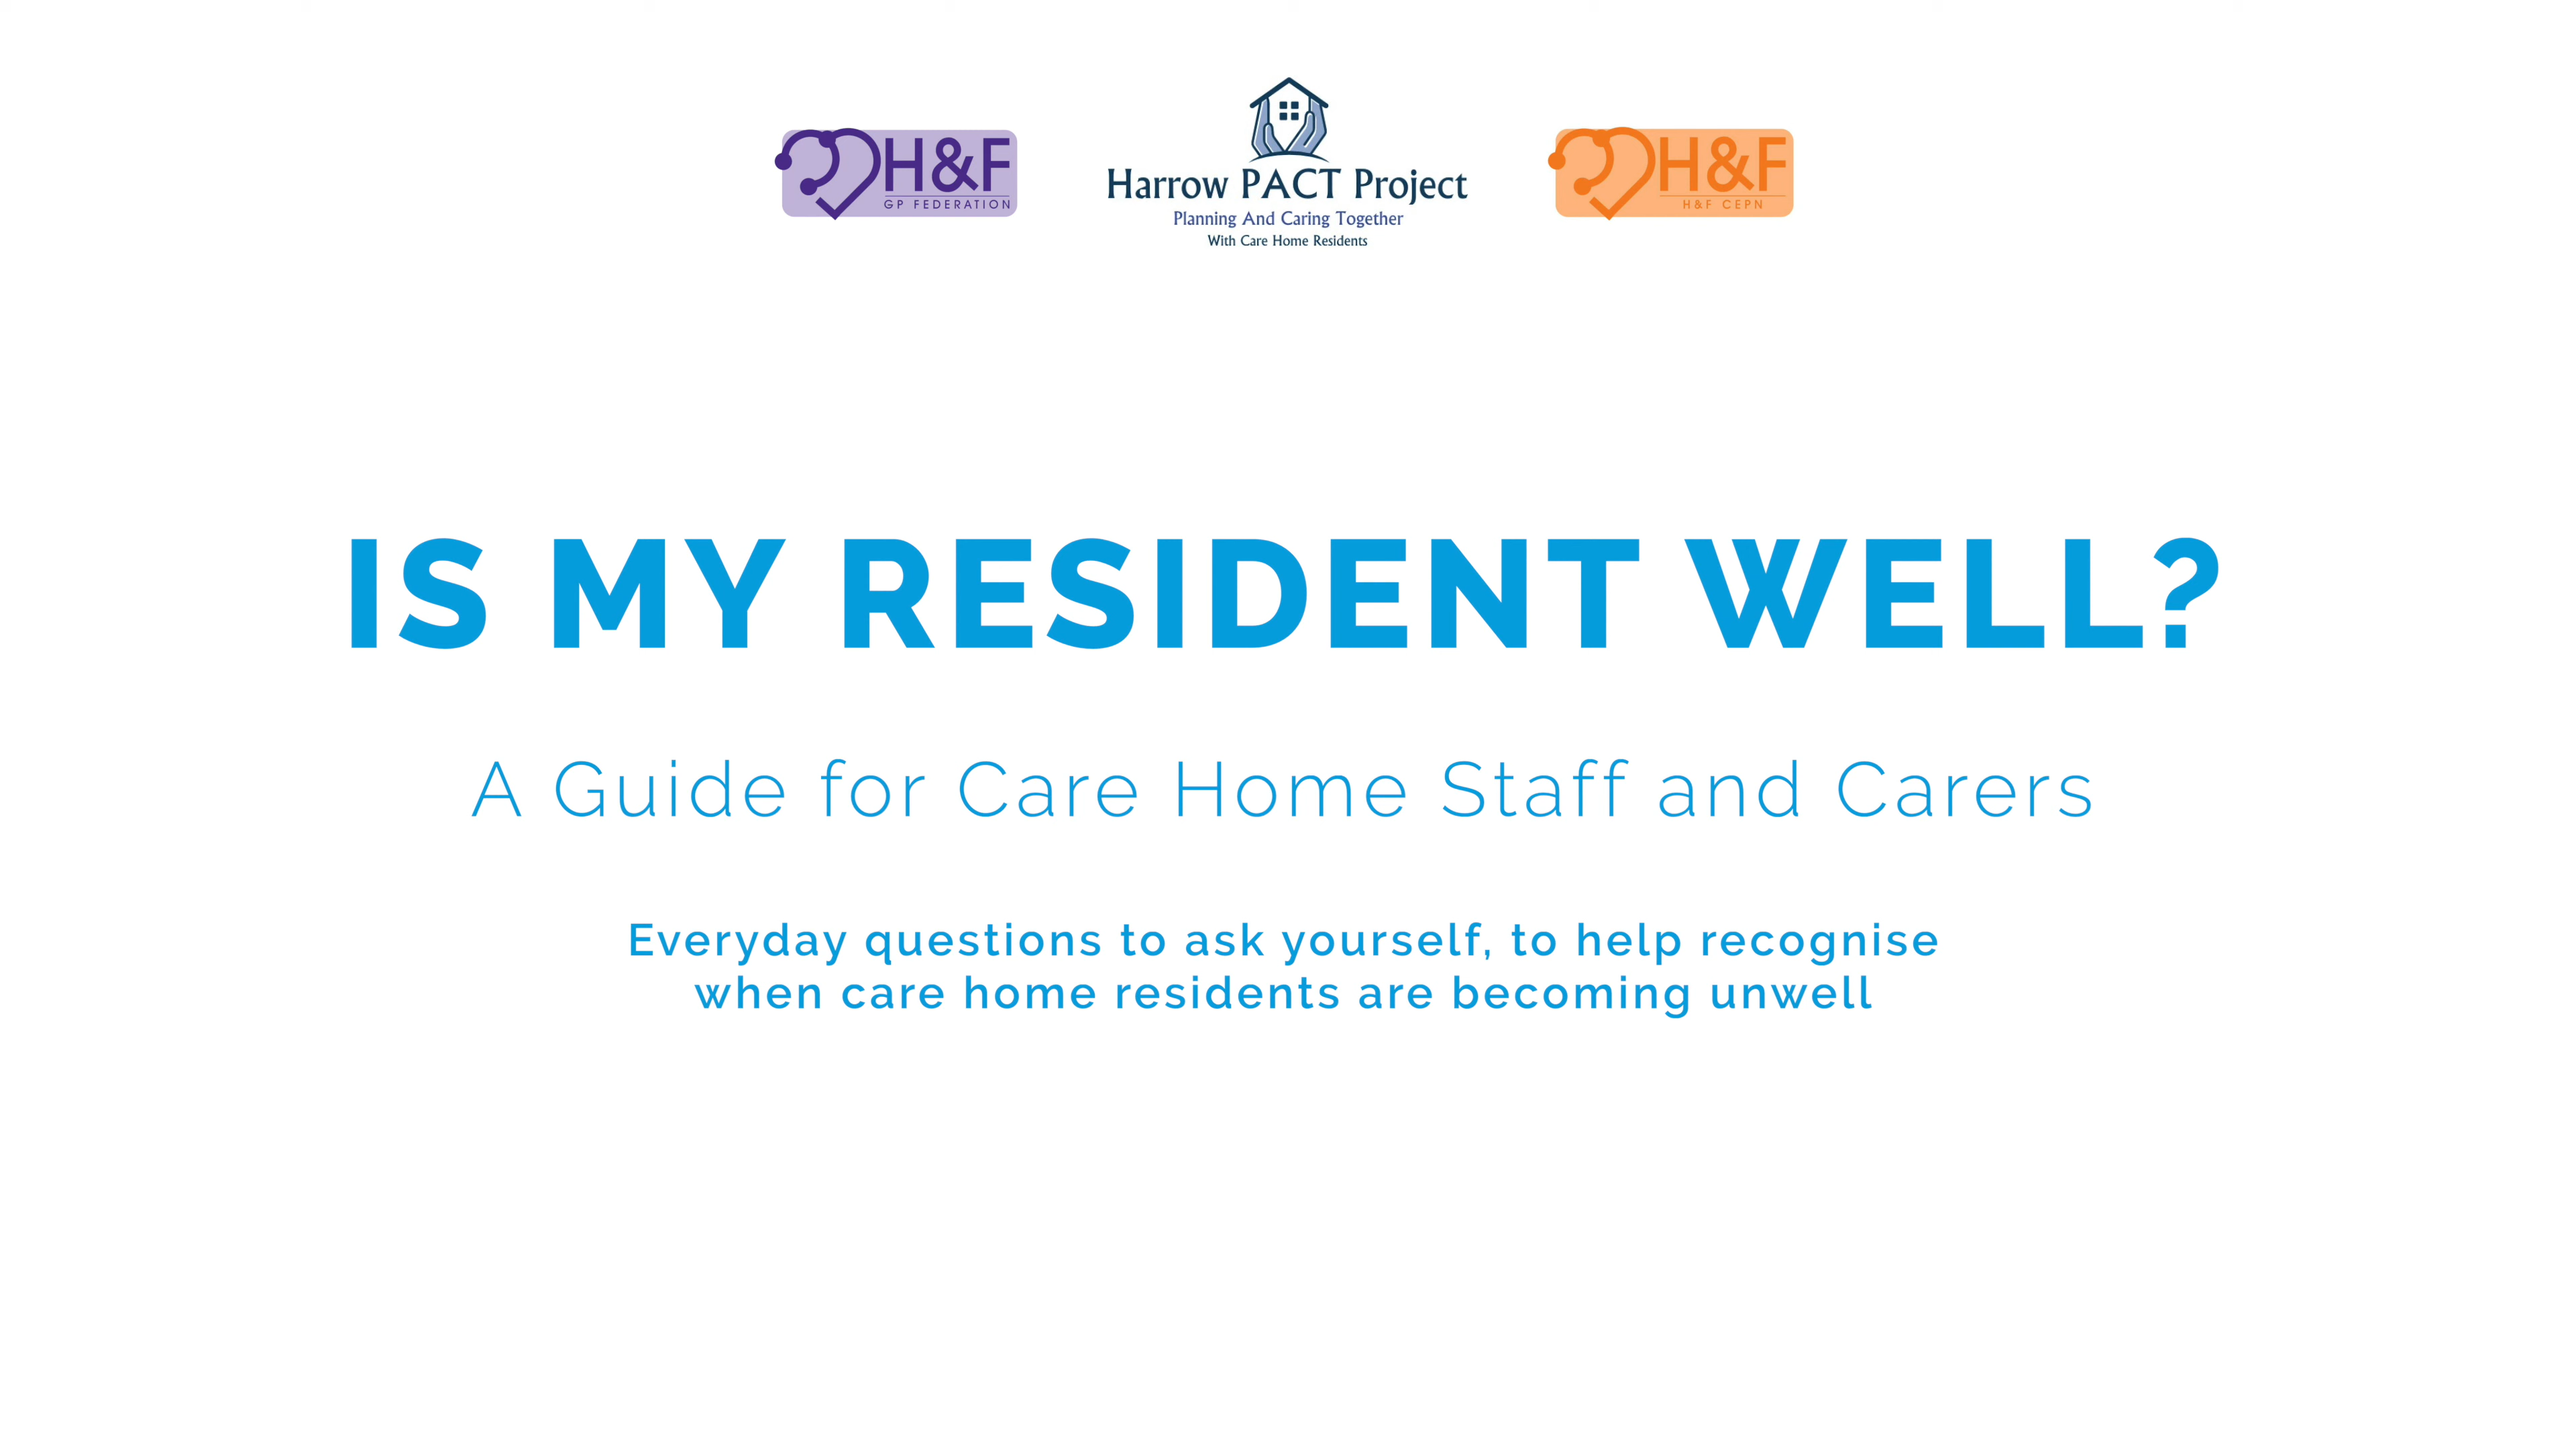 H&F
GP FEDERATION
Harrow PACT Project
Planning And Caring Together
With Care Home Residents
H&F
H&F CEPN
IS MY RESIDENT WELL?
A Guide for Care Home Staff and Carers
Everyday questions to ask yourself, to help recognise
when care home residents are becoming unwell